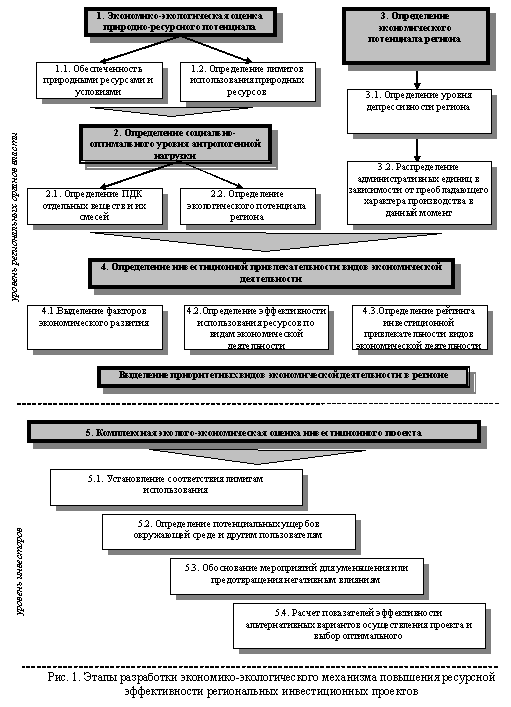 1. Экономико-экологическая оценка
природно-ресурсного потенциала
3. Определение
экономического
потенциала региона
1.1. Обеспеченность
природными ресурсами и
условиями
1.2. Определение лимитов
использования природных
ресурсов
3.1. Определение уровня
депрессивности региона
2. Определение социально-
оптимального уровня антропогенной
нагрузки
3.2. Распределение
административных единиц в
зависимости от преобладающего
характера производства в
данный момент
2.1. Определение ПДК
отдельных веществ и их
смесей
2.2. Определение
экологического потенциала
региона
уровень региональных органов власти
4. Определение инвестиционной привлекательности видов экономической
деятельности
4.1.Выделение факторов
экономического развития
4.2.Определение эффективности
использования ресурсов по
видам экономической
деятельности
4.3.Определение рейтинга
инвестиционной
привлекательности видов
экономической деятельности
Выделение приоритетных видов экономической деятельности в регионе
5. Комплексная эколого-экономическая оценка инвестиционного проекта
5.1. Установление соответствия лимитам
использования
5.2. Определение потенциальных ущербов
окружающей среде и другим пользователям
5.3. Обоснование мероприятий для уменьшения или
предотвращения негативным влияниям
5.4. Расчет показателей эффективности
альтернативных вариантов осуществления проекта и
выбор оптимального
уровень инвесторов
Рис. 1. Этапы разработки экономико-экологического механизма повышения ресурсной
эффективности региональных инвестиционных проектов